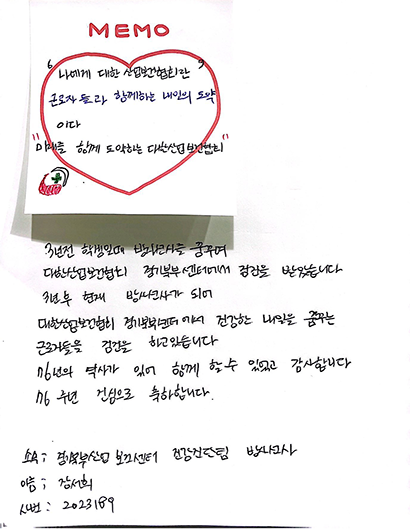 MEMO
‘나에게 대한산업보건협회란’
근로자들과 함께하는 내일의 도약
이다
"미래를 함께 도약하는 대한산업보건협회"
3년전 학생일때 방사선사를 꿈꾸며
대한산업보건협회 경기북부센터에서 검진을 받았습니다
3년후 현재 방사선사가 되어
대한산업보건협회 경기북부센터에서 건강한 내일을 꿈꾸는
근로자들을 검진을 하고있습니다
76년의 역사가 있어 함께 할 수 있었고 감사합니다
76주년 진심으로 축하합니다.
소속; 경기북부산업보건센터 건강진단팀 방사선사
이름;
사번: 2023189